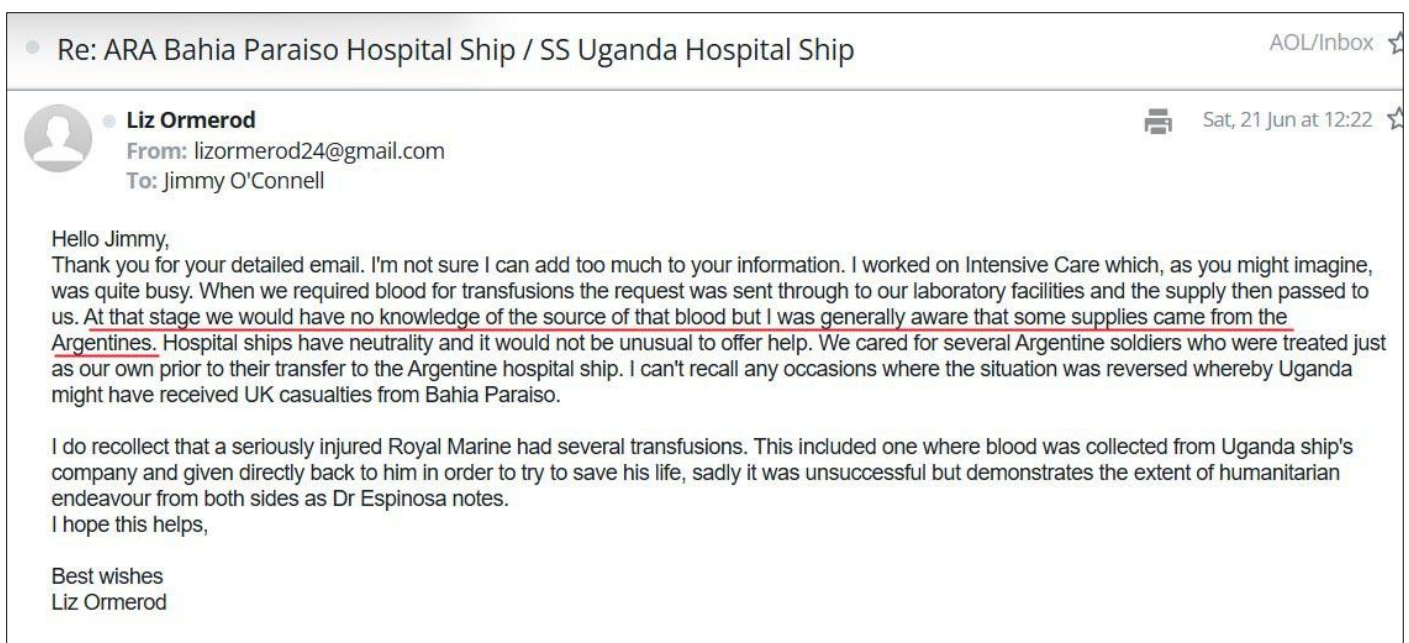 Re: ARA Bahia Paraiso Hospital Ship / SS Uganda Hospital Ship
AOL/Inbox
Liz Ormerod
Sat, 21 Jun at 12:22
From: lizormerod24@gmail.com
To: Jimmy O'Connell
Hello Jimmy,
Thank you for your detailed email. I'm not sure I can add too much to your information. I worked on Intensive Care which, as you might imagine,
was quite busy. When we required blood for transfusions the request was sent through to our laboratory facilities and the supply then passed to
us. At that stage we would have no knowledge of the source of that blood but I was generally aware that some supplies came from the
Argentines. Hospital ships have neutrality and it would not be unusual to offer help. We cared for several Argentine soldiers who were treated just
as our own prior to their transfer to the Argentine hospital ship. I can't recall any occasions where the situation was reversed whereby Uganda
might have received UK casualties from Bahia Paraiso.
I do recollect that a seriously injured Royal Marine had several transfusions. This included one where blood was collected from Uganda ship's
company and given directly back to him in order to try to save his life, sadly it was unsuccessful but demonstrates the extent of humanitarian
endeavour from both sides as Dr Espinosa notes.
I hope this helps,
Best wishes
Liz Ormerod